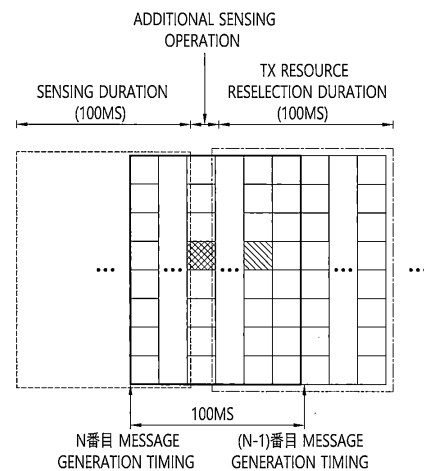 ADDITIONAL SENSING
OPERATION
SENSING DURATION
(100MS)
TX RESOURCE
RESELECTION DURATION
(100MS)
100MS
N番目 MESSAGE
GENERATION TIMING
(N-1)番目 MESSAGE
GENERATION TIMING